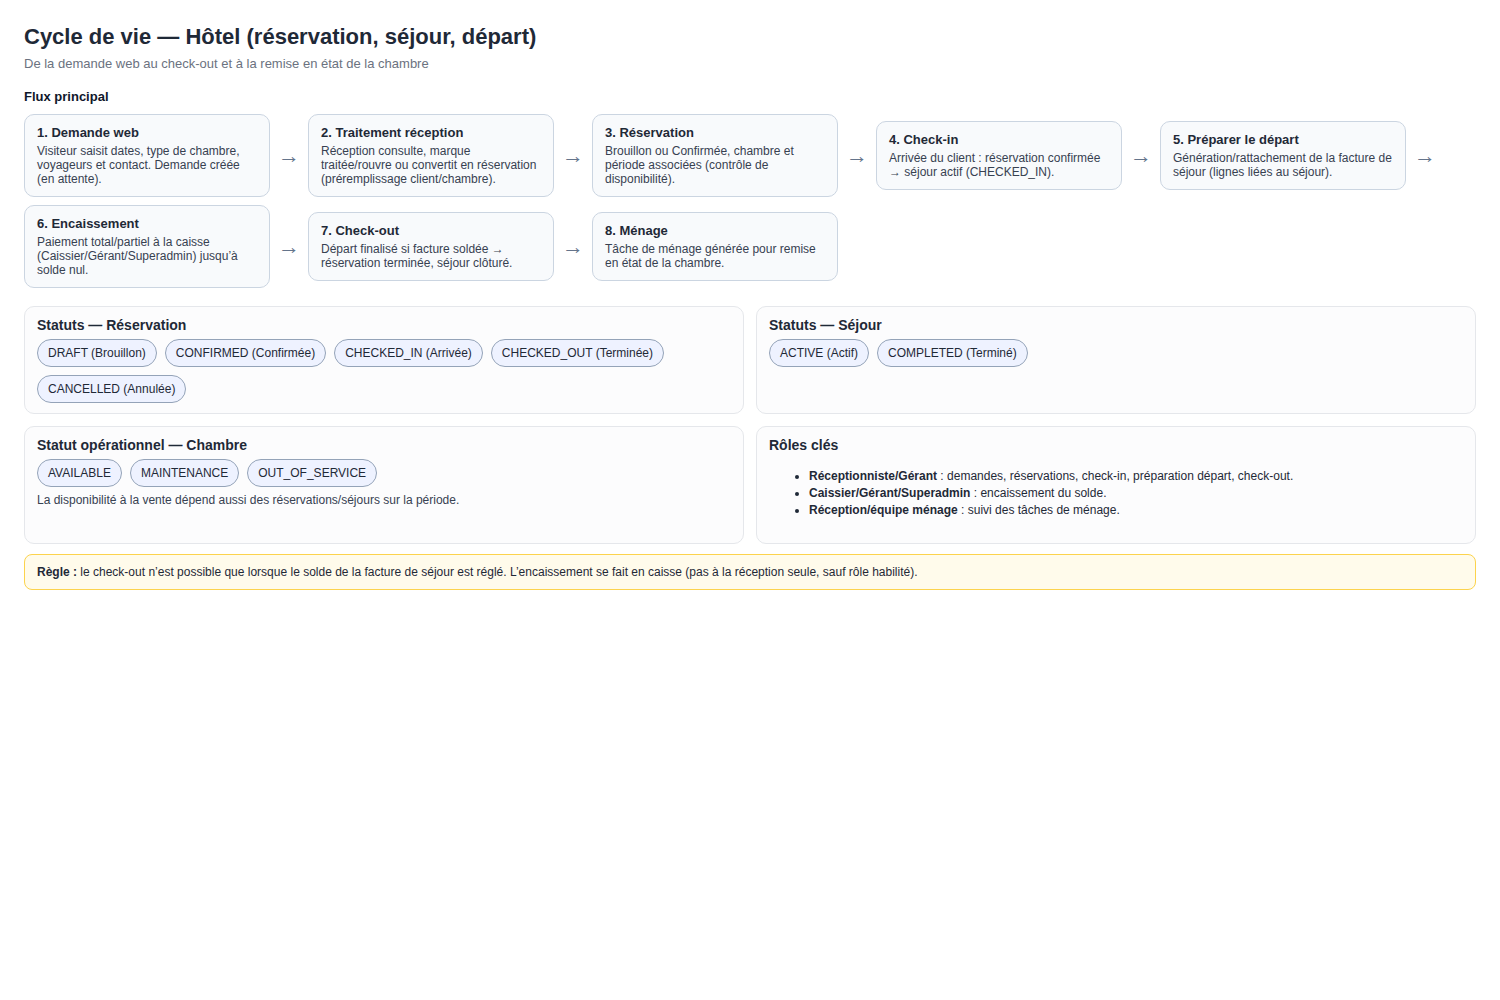 Cycle de vie — Hôtel (réservation, séjour, départ)
De la demande web au check-out et à la remise en état de la chambre
Flux principal
1. Demande web
Visiteur saisit dates, type de chambre,
voyageurs et contact. Demande créée
(en attente).
→
2. Traitement réception
Réception consulte, marque
traitée/rouvre ou convertit en réservation
(préremplissage client/chambre).
→
3. Réservation
Brouillon ou Confirmée, chambre et
période associées (contrôle de
disponibilité).
→
4. Check-in
Arrivée du client : réservation confirmée
→ séjour actif (CHECKED_IN).
→
5. Préparer le départ
Génération/rattachement de la facture de
séjour (lignes liées au séjour).
→
6. Encaissement
Paiement total/partiel à la caisse
(Caissier/Gérant/Superadmin) jusqu’à
solde nul.
→
7. Check-out
Départ finalisé si facture soldée →
réservation terminée, séjour clôturé.
→
8. Ménage
Tâche de ménage générée pour remise
en état de la chambre.
Statuts — Réservation
DRAFT (Brouillon) CONFIRMED (Confirmée) CHECKED_IN (Arrivée) CHECKED_OUT (Terminée)
CANCELLED (Annulée)
Statuts — Séjour
ACTIVE (Actif) COMPLETED (Terminé)
Statut opérationnel — Chambre
AVAILABLE MAINTENANCE OUT_OF_SERVICE
La disponibilité à la vente dépend aussi des réservations/séjours sur la période.
Rôles clés
• Réceptionniste/Gérant : demandes, réservations, check-in, préparation départ, check-out.
• Caissier/Gérant/Superadmin : encaissement du solde.
• Réception/équipe ménage : suivi des tâches de ménage.
Règle : le check-out n’est possible que lorsque le solde de la facture de séjour est réglé. L’encaissement se fait en caisse (pas à la réception seule, sauf rôle habilité).